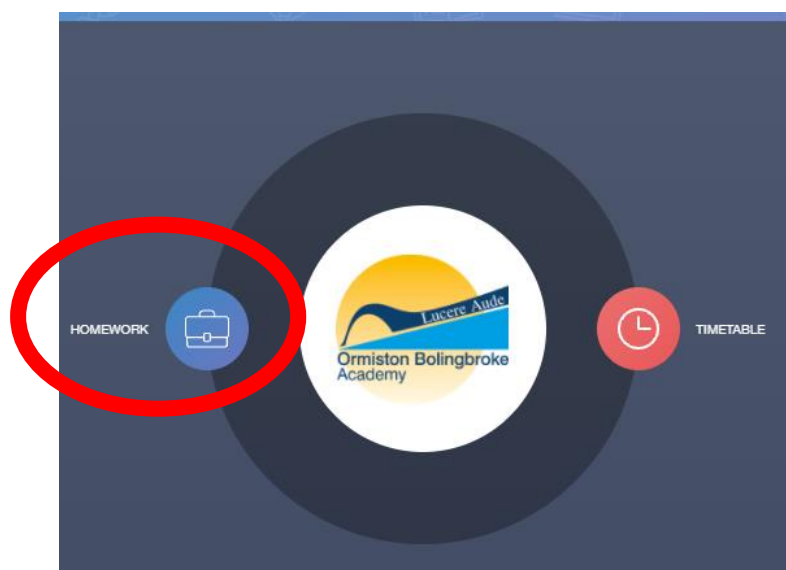 HOMEWORK
Lucere Aude
Ormiston Bolingbroke
Academy
TIMETABLE